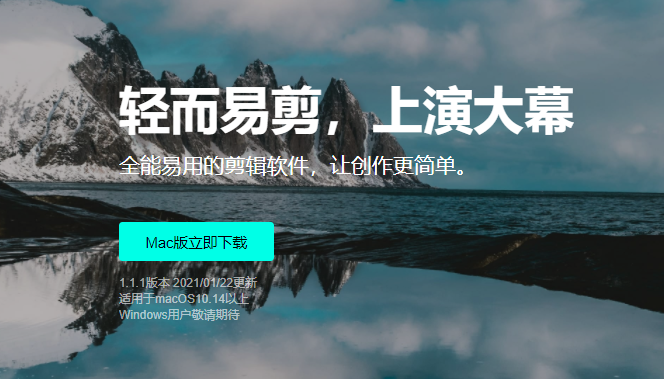 轻而易剪，上演大幕
全能易用的剪辑软件，让创作更简单。
Mac版立即下载
1.1.1版本 2021/01/22更新
适用于macOS10.14以上
Windows用户敬请期待